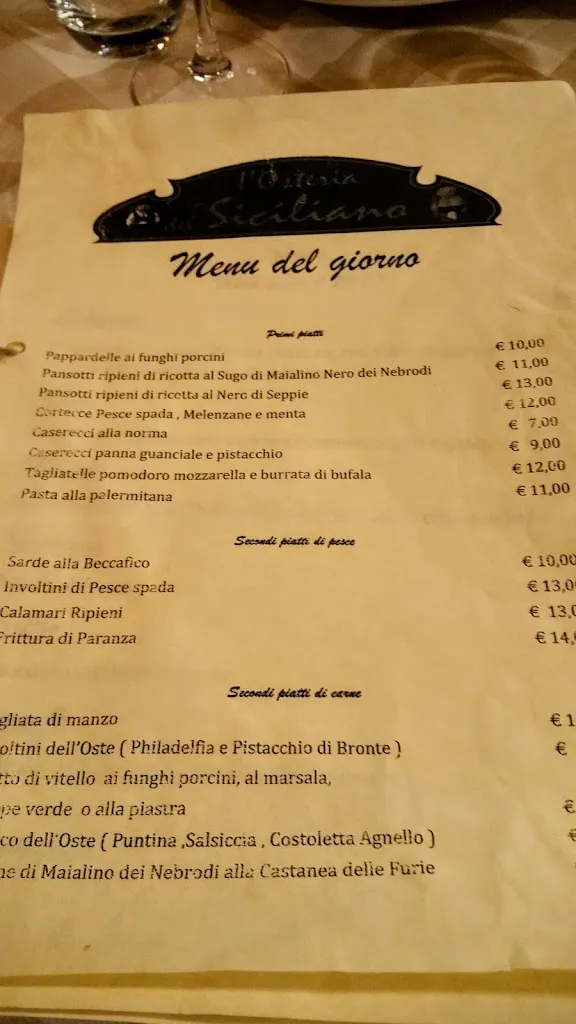 l'Osteria
del Siciliano
Menu del giorno
Primi piatti
Pappardelle ai funghi porcini € 10,00
Pansotti ripieni di ricotta al Sugo di Maialino Nero dei Nebrodi € 11,00
Pansotti ripieni di ricotta al Nero di Seppie € 13,00
Cortecce Pesce spada , Melenzane e menta € 12,00
Caserecci alla norma € 7,00
Caserecci panna guanciale e pistacchio € 9,00
Tagliatelle pomodoro mozzarella e burrata di bufala € 12,00
Pasta alla palermitana € 11,00
Secondi piatti di pesce
Sarde alla Beccafico € 10,00
Involtini di Pesce spada € 13,0
Calamari Ripieni € 13,0
Frittura di Paranza € 14,
Secondi piatti di carne
gliata di manzo € 1
oltini dell'Oste ( Philadelfia e Pistacchio di Bronte ) €
tto di vitello ai funghi porcini, al marsala,
pe verde o alla piastra €
co dell'Oste ( Puntina ,Salsiccia , Costoletta Agnello ) €
ne di Maialino dei Nebrodi alla Castanea delle Furie